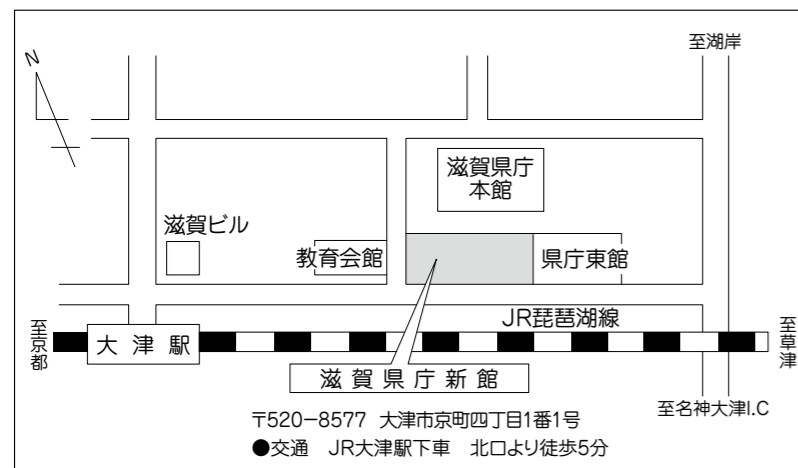 至湖岸
N
滋賀県庁
本館
滋賀ビル
教育会館
県庁東館
JR琵琶湖線
至京都
大津駅
至草津
滋賀県庁新館
至名神大津I.C
〒520−8577 大津市京町四丁目1番1号
●交通 JR大津駅下車 北口より徒歩5分